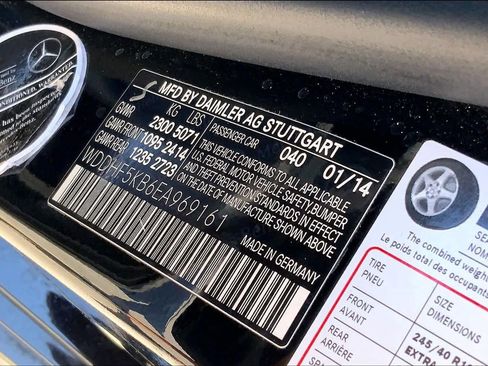 MFD BY DAIMLER AG STUTTGART
KG LBS
GWR 2300 5071
GAWR FRONT 1095 2414
GAWR REAR 1235 2723
PASSENGER CAR 040 01/14
THIS VEHICLE CONFORMS TO ALL APPLICABLE
U.S. FEDERAL MOTOR VEHICLE SAFETY,BUMPER
AND THEFT PREVENTION STANDARDS IN EFFECT
ON THE DATE OF MANUFACTURE SHOWN ABOVE
MADE IN GERMANY
The combined weight
Le poids total des occupants
TIRE
PNEU
SIZE
DIMENSIONS
FRONT
AVANT
245/40 R1
EXTRA
REAR
ARRIÈRE